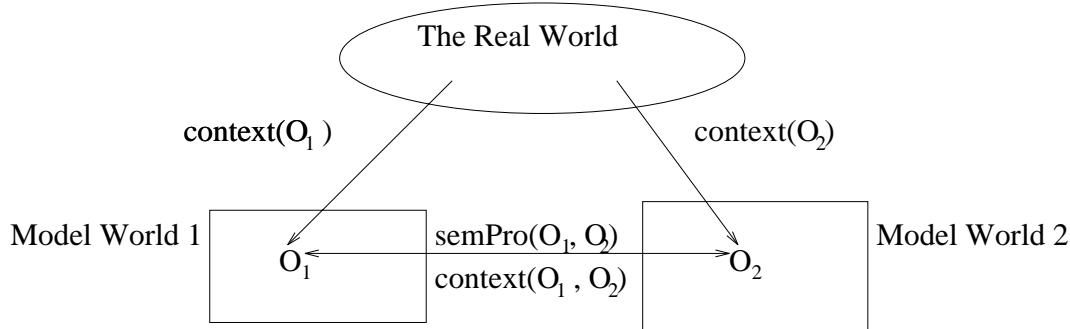 The Real World
context(O₁ )
context(O₂)
Model World 1
semPro(O₁, O₂)
Model World 2
O₁
O₂
context(O₁ , O₂)